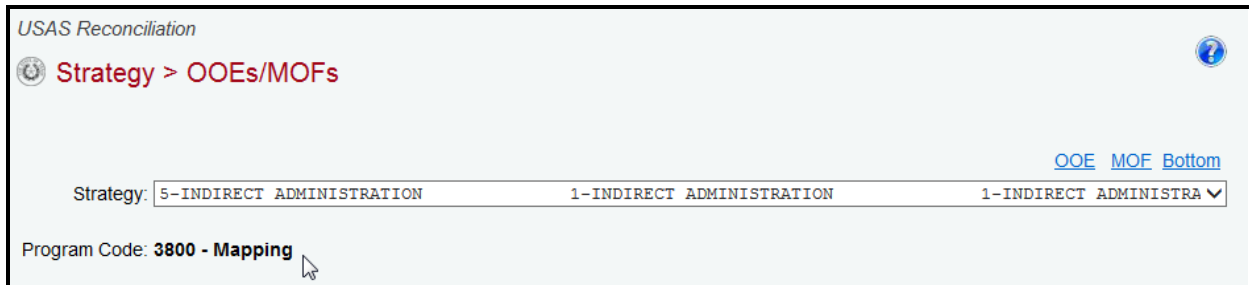 USAS Reconciliation
Strategy > OOEs/MOFs
?
OOE MOF Bottom
Strategy: 5-INDIRECT ADMINISTRATION 1-INDIRECT ADMINISTRATION 1-INDIRECT ADMINISTRA
Program Code: 3800 - Mapping